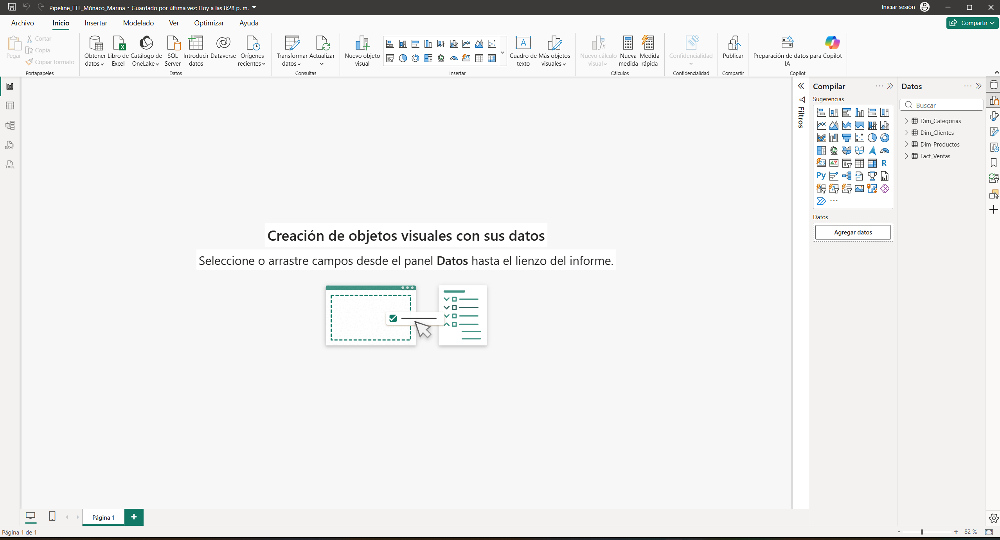 Pipeline_ETL_Mónaco_Marina • Guardado por última vez: Hoy a las 8:28 p. m.
Iniciar sesión
Archivo
Inicio
Insertar
Modelado
Ver
Optimizar
Ayuda
Compartir
Pegar
Cortar
Copia
Copiar formato
Portapapeles
Obtener datos
Libro de Excel
Catálogo de OneLake
SQL Server
Introducir datos
Dataverse
Orígenes recientes
Datos
Transformar datos
Actualizar
Consultas
Nuevo objeto visual
Cuadro de texto
Más objetos visuales
Insertar
Nuevo cálculo visual
Nueva medida
Medida rápida
Cálculos
Confidencialidad
Confidencialidad
Publicar
Compartir
Preparación de datos para IA
Copilot
Copilot
DAX
TMDL
Creación de objetos visuales con sus datos
Seleccione o arrastre campos desde el panel Datos hasta el lienzo del informe.
Filtros
Compilar
Sugerencias
123
R
Py
Datos
Agregar datos
Datos
Buscar
Dim_Categorias
Dim_Clientes
Dim_Productos
Fact_Ventas
Página 1
Página 1 de 1
- + 82 %